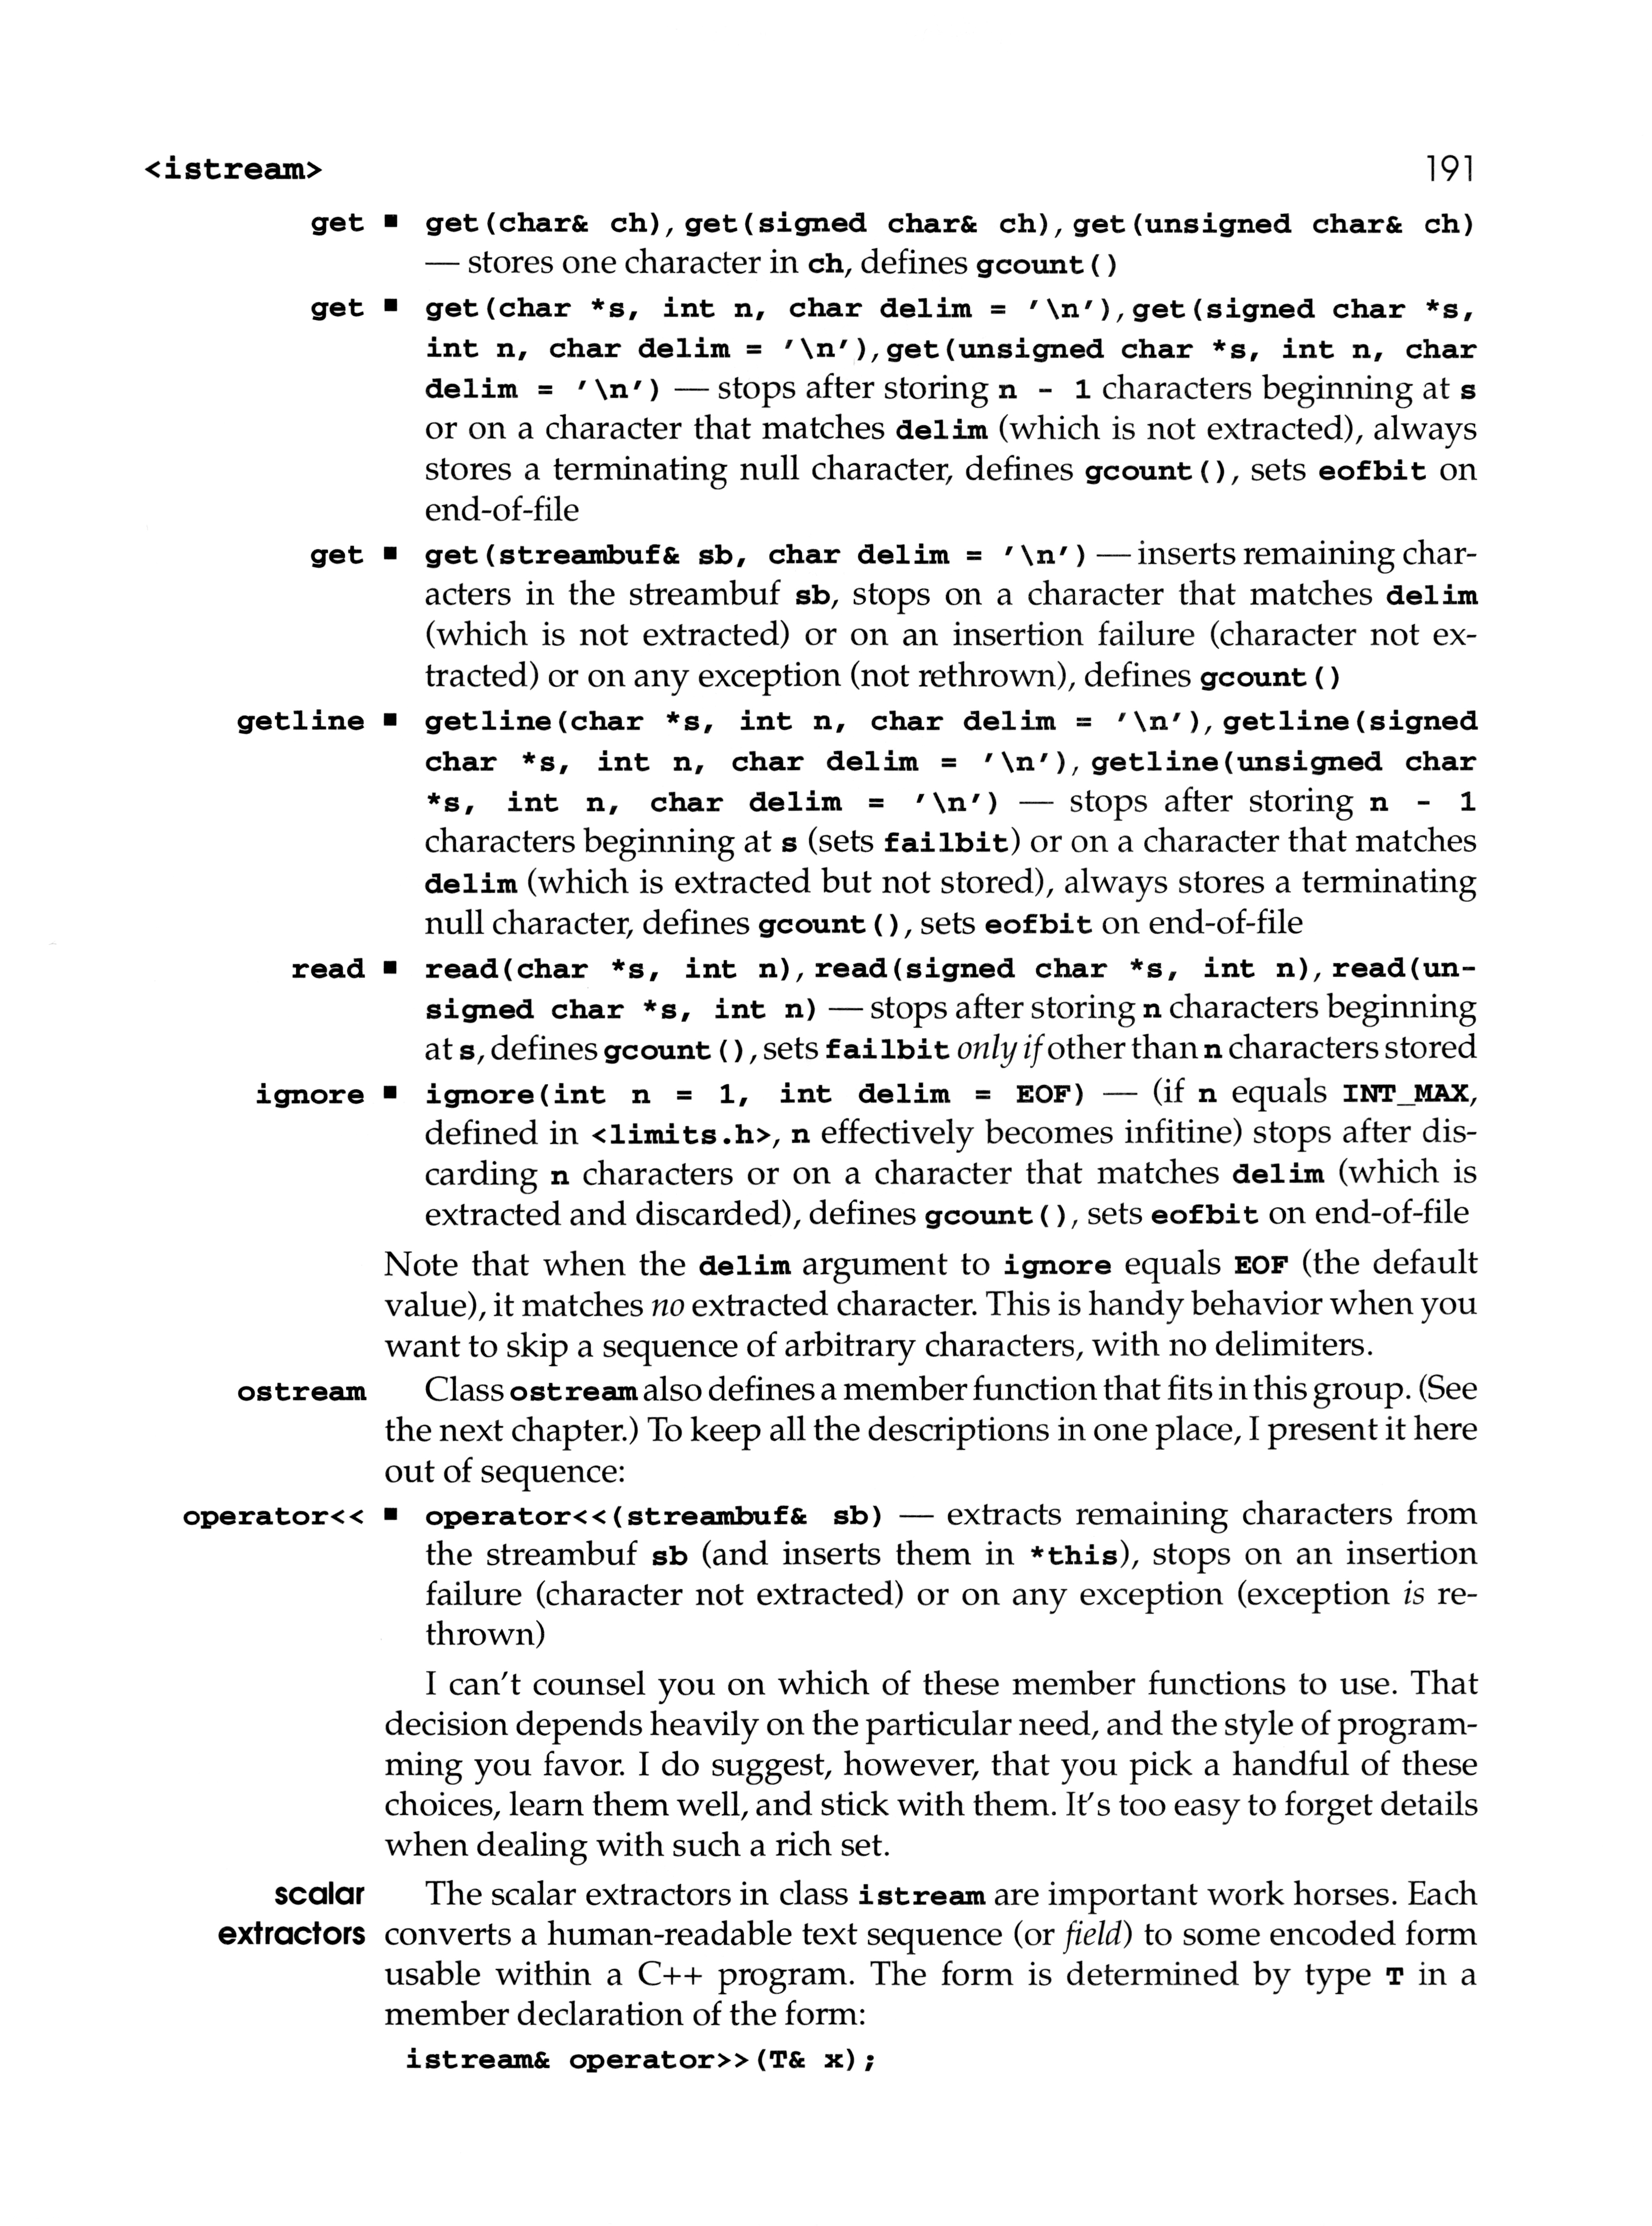 <istream> 191
get ■ get(char& ch), get(signed char& ch), get(unsigned char& ch)
— stores one character in ch, defines gcount()
get ■ get(char *s, int n, char delim = '\n'), get(signed char *s,
int n, char delim = '\n'), get(unsigned char *s, int n, char
delim = '\n') — stops after storing n - 1 characters beginning at s
or on a character that matches delim (which is not extracted), always
stores a terminating null character, defines gcount(), sets eofbit on
end-of-file
get ■ get(streambuf& sb, char delim = '\n') — inserts remaining char-
acters in the streambuf sb, stops on a character that matches delim
(which is not extracted) or on an insertion failure (character not ex-
tracted) or on any exception (not rethrown), defines gcount()
getline ■ getline(char *s, int n, char delim = '\n'), getline(signed
char *s, int n, char delim = '\n'), getline(unsigned char
*s, int n, char delim = '\n') — stops after storing n - 1
characters beginning at s (sets failbit) or on a character that matches
delim (which is extracted but not stored), always stores a terminating
null character, defines gcount(), sets eofbit on end-of-file
read ■ read(char *s, int n), read(signed char *s, int n), read(un-
signed char *s, int n) — stops after storing n characters beginning
at s, defines gcount(), sets failbit only if other than n characters stored
ignore ■ ignore(int n = 1, int delim = EOF) — (if n equals INT_MAX,
defined in <limits.h>, n effectively becomes infitine) stops after dis-
carding n characters or on a character that matches delim (which is
extracted and discarded), defines gcount(), sets eofbit on end-of-file
Note that when the delim argument to ignore equals EOF (the default
value), it matches no extracted character. This is handy behavior when you
want to skip a sequence of arbitrary characters, with no delimiters.
ostream Class ostream also defines a member function that fits in this group. (See
the next chapter.) To keep all the descriptions in one place, I present it here
out of sequence:
operator<< ■ operator<<(streambuf& sb) — extracts remaining characters from
the streambuf sb (and inserts them in *this), stops on an insertion
failure (character not extracted) or on any exception (exception is re-
thrown)
I can't counsel you on which of these member functions to use. That
decision depends heavily on the particular need, and the style of program-
ming you favor. I do suggest, however, that you pick a handful of these
choices, learn them well, and stick with them. It's too easy to forget details
when dealing with such a rich set.
scalar The scalar extractors in class istream are important work horses. Each
extractors converts a human-readable text sequence (or field) to some encoded form
usable within a C++ program. The form is determined by type T in a
member declaration of the form:
istream& operator>>(T& x);